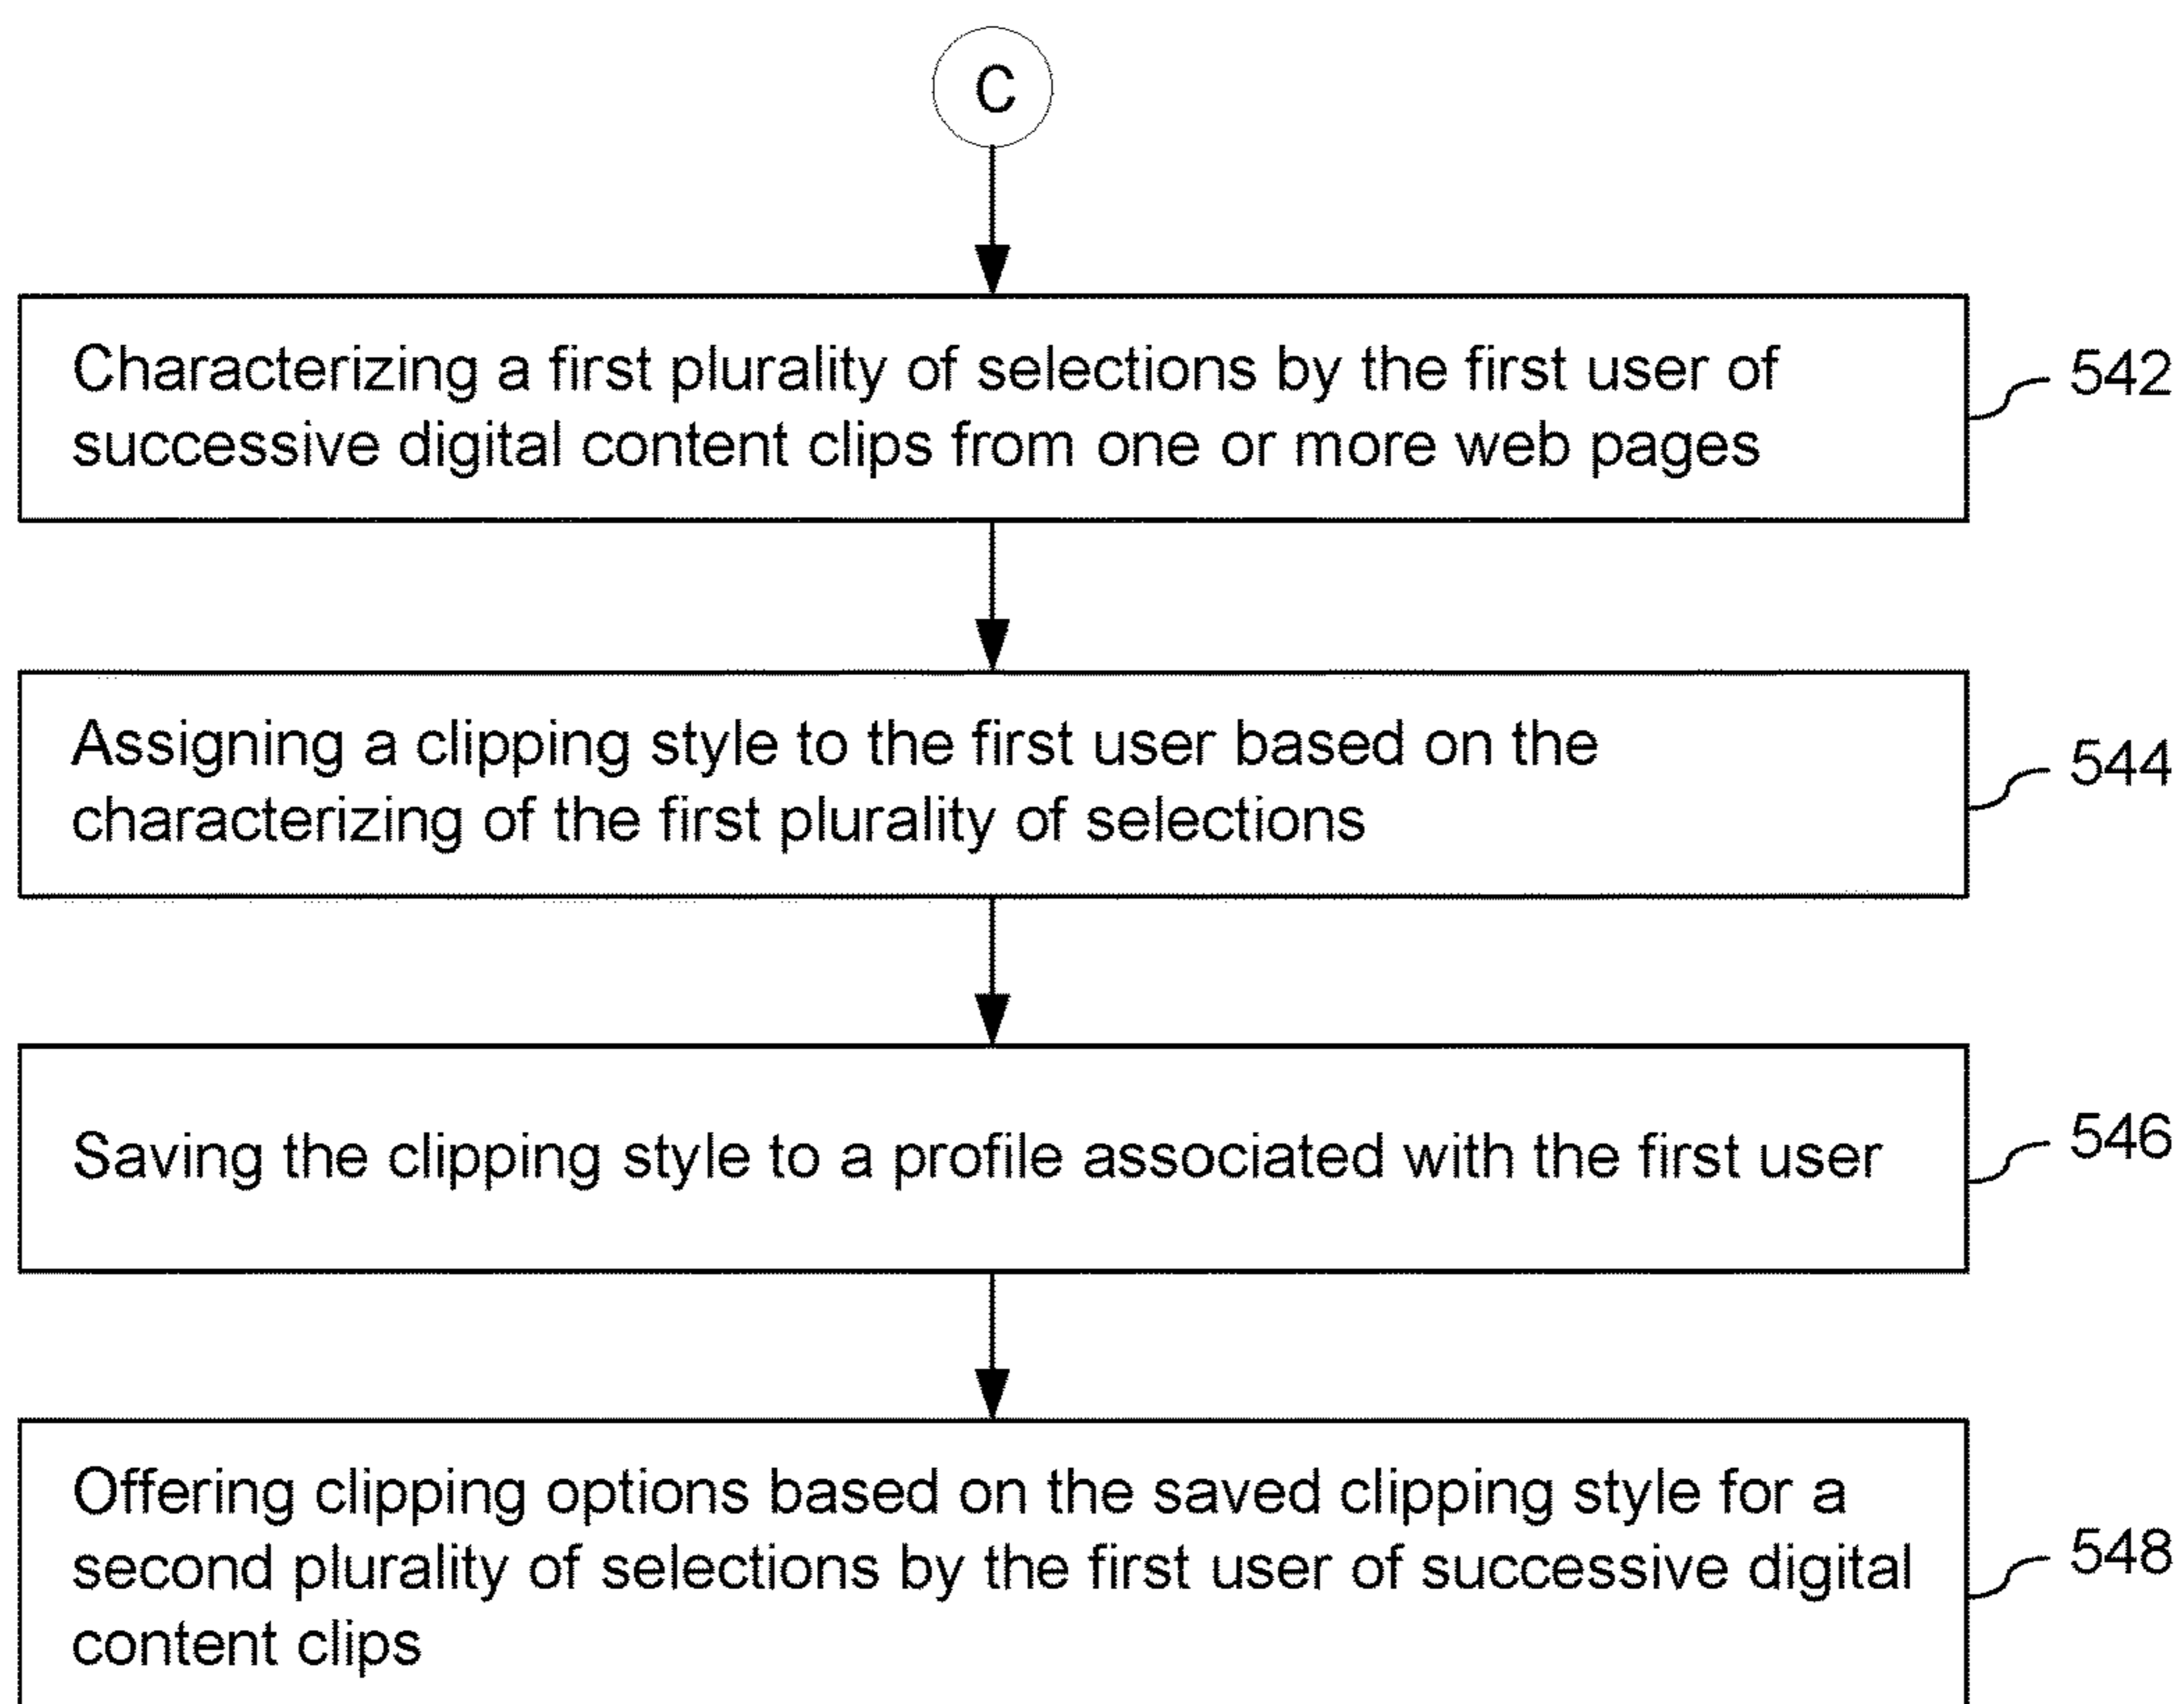 C
Characterizing a first plurality of selections by the first user of
successive digital content clips from one or more web pages
542
Assigning a clipping style to the first user based on the
characterizing of the first plurality of selections
544
Saving the clipping style to a profile associated with the first user
546
Offering clipping options based on the saved clipping style for a
second plurality of selections by the first user of successive digital
content clips
548